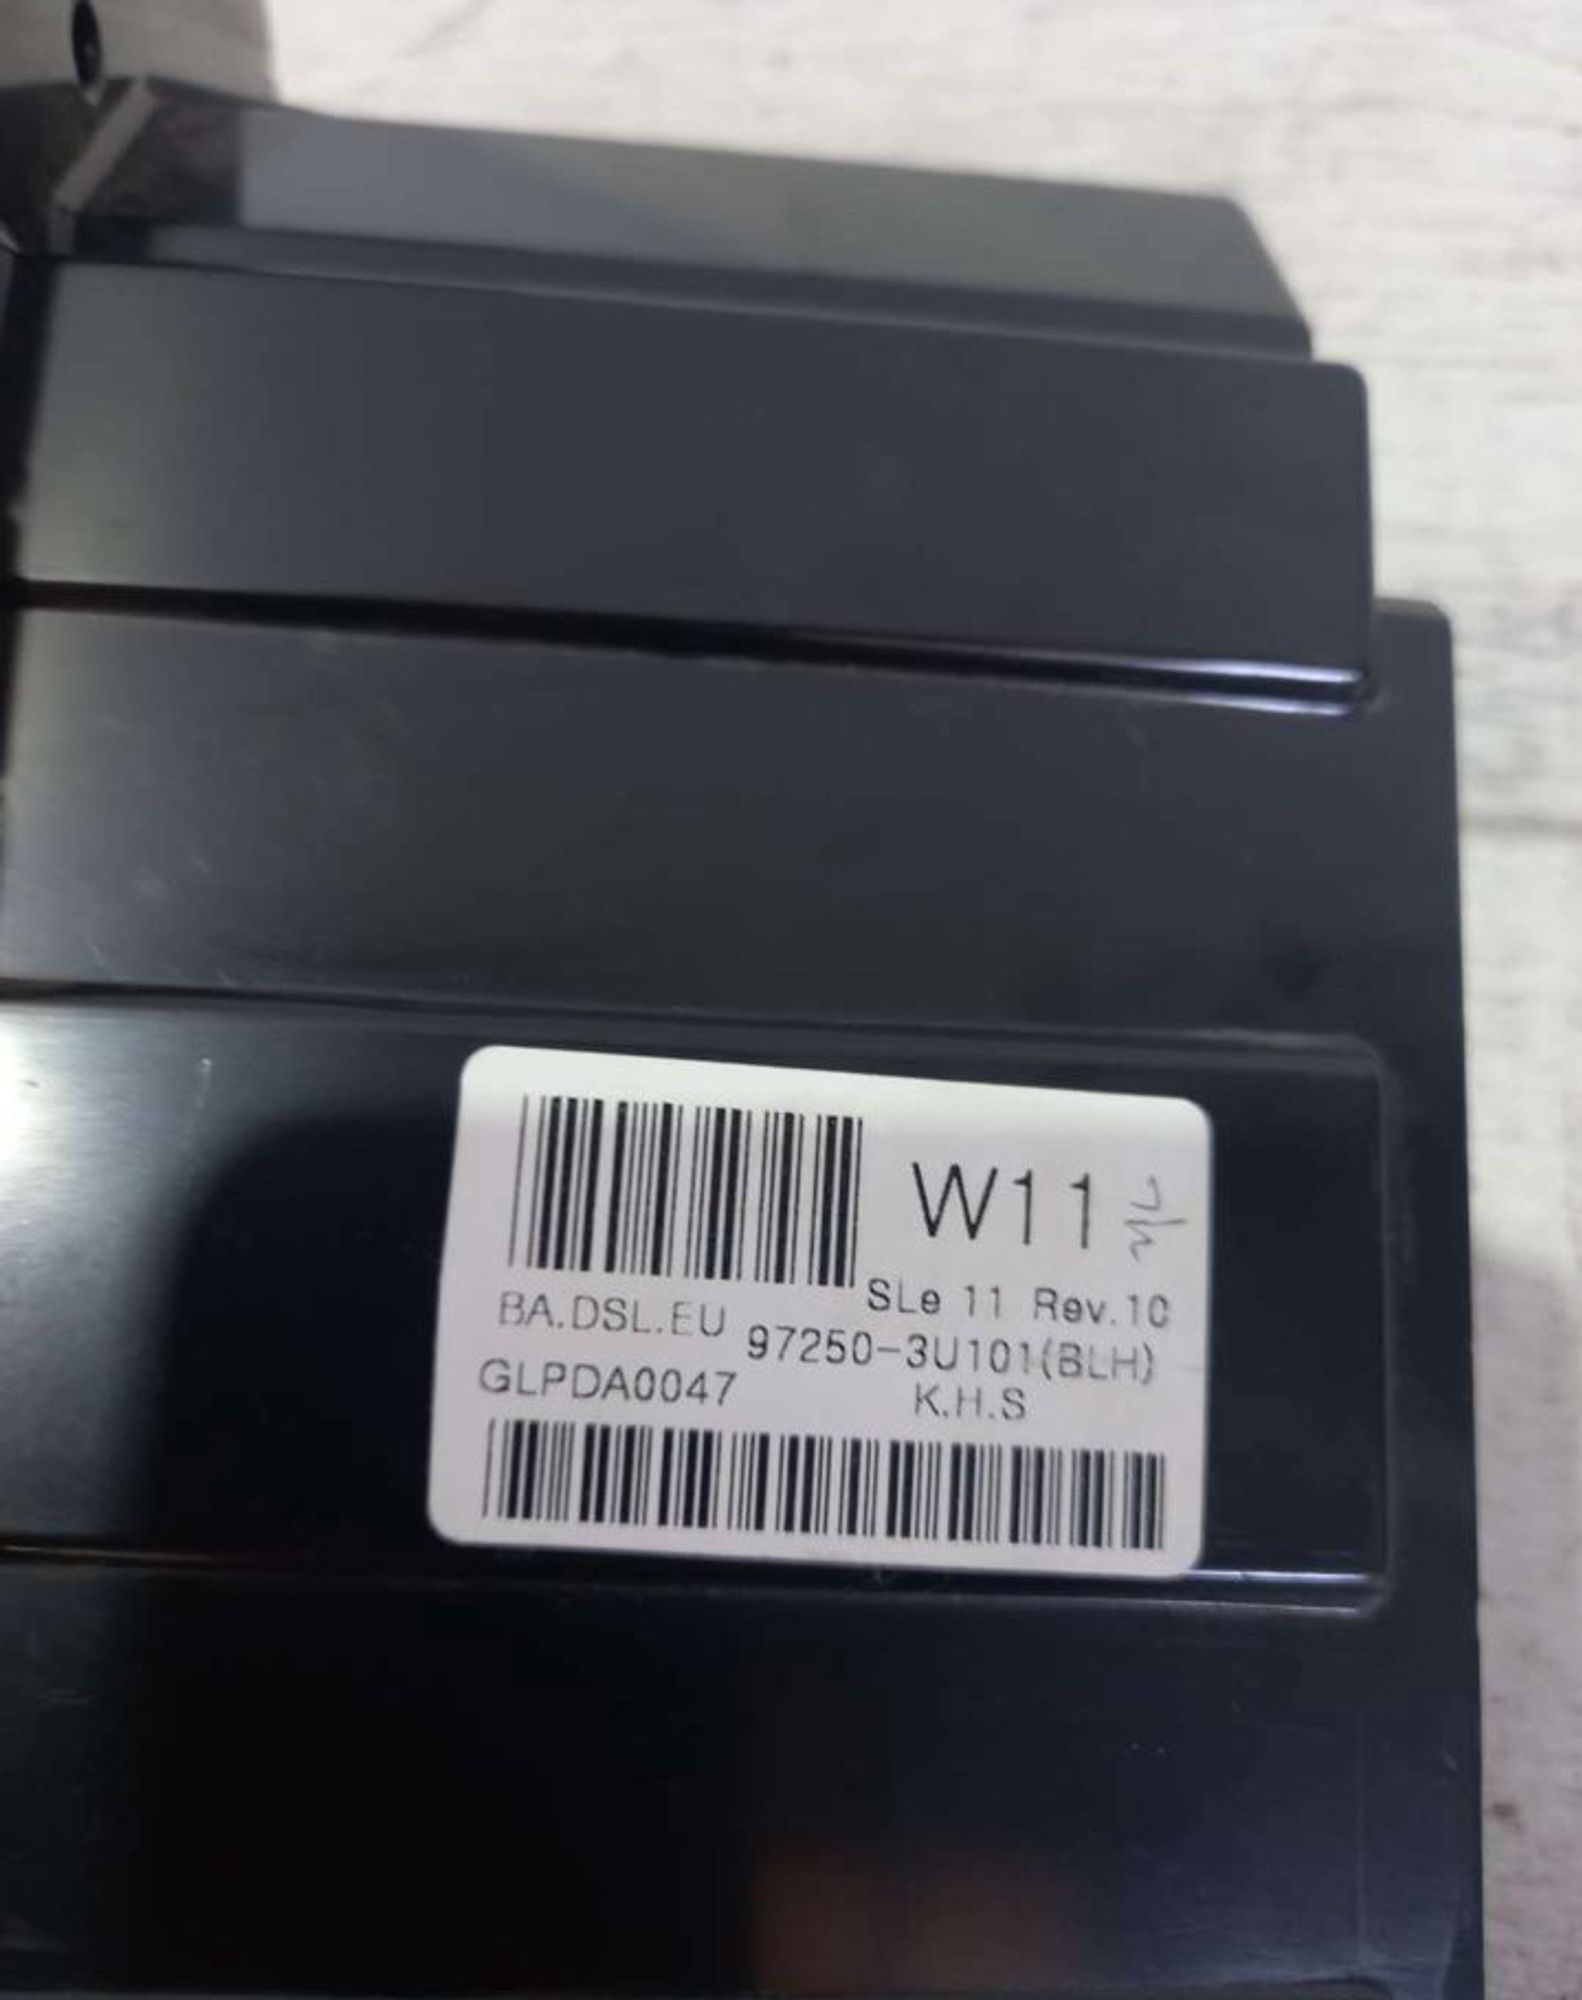 W11
SLe 11 Rev.10
BA.DSL.EU
97250-3U101(BLH)
GLPDA0047
K.H.S